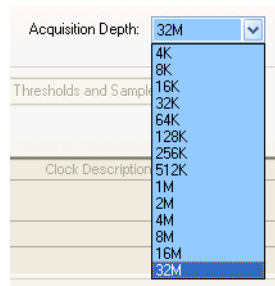 Acquisition Depth: 32M
4K
8K
Thresholds and Sample
16K
32K
64K
128K
256K
Clock Description
512K
1M
2M
4M
8M
16M
32M